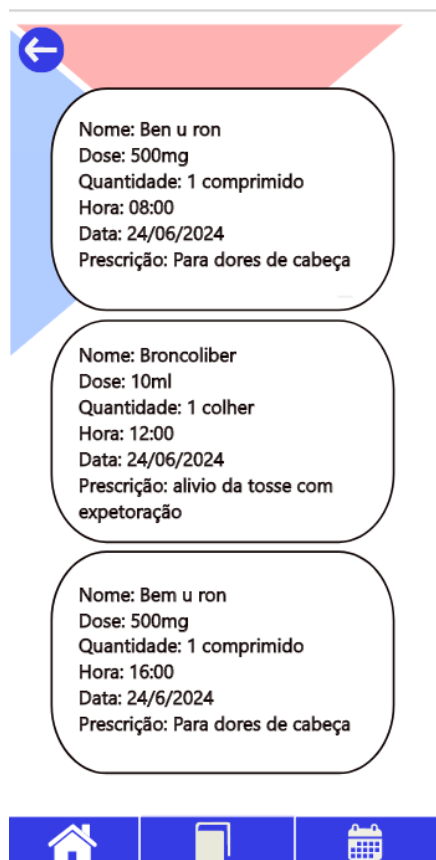 Nome: Ben u ron
Dose: 500mg
Quantidade: 1 comprimido
Hora: 08:00
Data: 24/06/2024
Prescrição: Para dores de cabeça
Nome: Broncoliber
Dose: 10ml
Quantidade: 1 colher
Hora: 12:00
Data: 24/06/2024
Prescrição: alivio da tosse com
expetoração
Nome: Bem u ron
Dose: 500mg
Quantidade: 1 comprimido
Hora: 16:00
Data: 24/6/2024
Prescrição: Para dores de cabeça